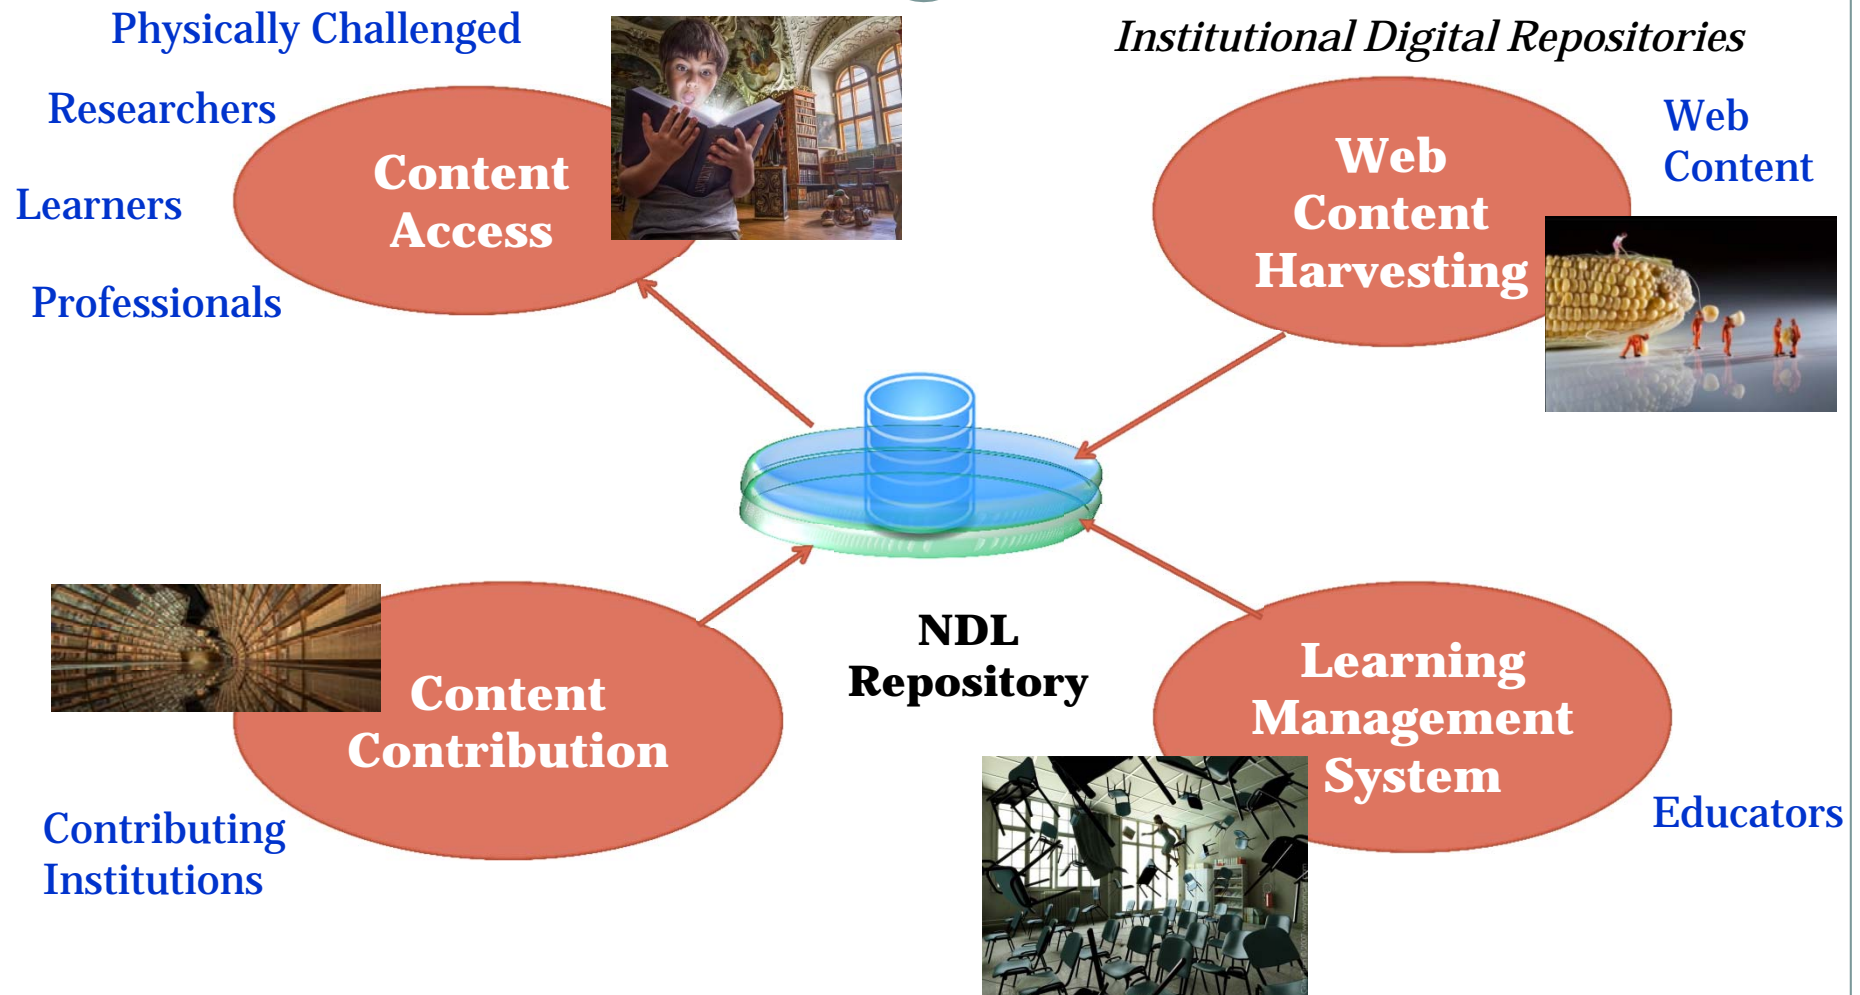 Physically Challenged
Institutional Digital Repositories
Researchers
Learners
Professionals
Content
Access
Web
Content
Harvesting
Web
Content
NDL
Repository
Content
Contribution
Contributing
Institutions
Learning
Management
System
Educators